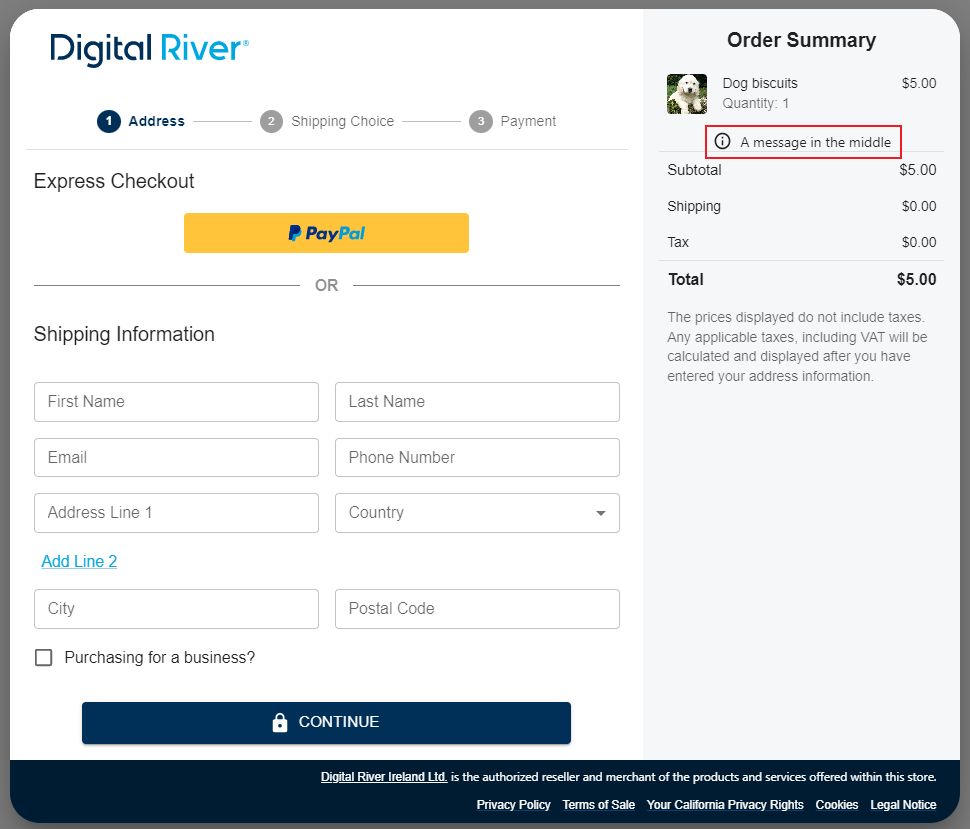 Digital River®
1 Address 2 Shipping Choice 3 Payment
Express Checkout
PayPal
OR
Shipping Information
First Name Last Name
Email Phone Number
Address Line 1 Country
Add Line 2
City Postal Code
Purchasing for a business?
CONTINUE
Order Summary
Dog biscuits $5.00
Quantity: 1
A message in the middle
Subtotal $5.00
Shipping $0.00
Tax $0.00
Total $5.00
The prices displayed do not include taxes.
Any applicable taxes, including VAT will be
calculated and displayed after you have
entered your address information.
Digital River Ireland Ltd. is the authorized reseller and merchant of the products and services offered within this store.
Privacy Policy Terms of Sale Your California Privacy Rights Cookies Legal Notice